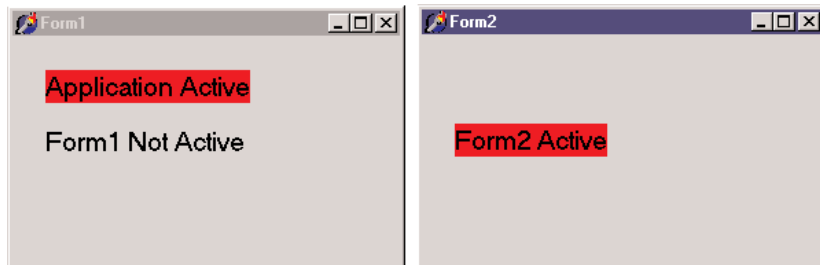 Form1
Application Active
Form1 Not Active
Form2
Form2 Active